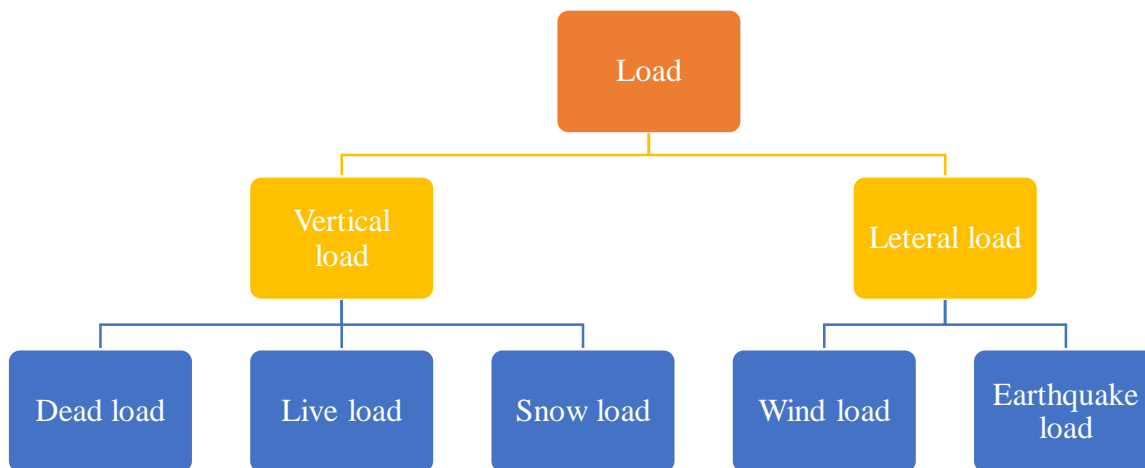 Load
Vertical
load
Leteral load
Dead load
Live load
Snow load
Wind load
Earthquake
load